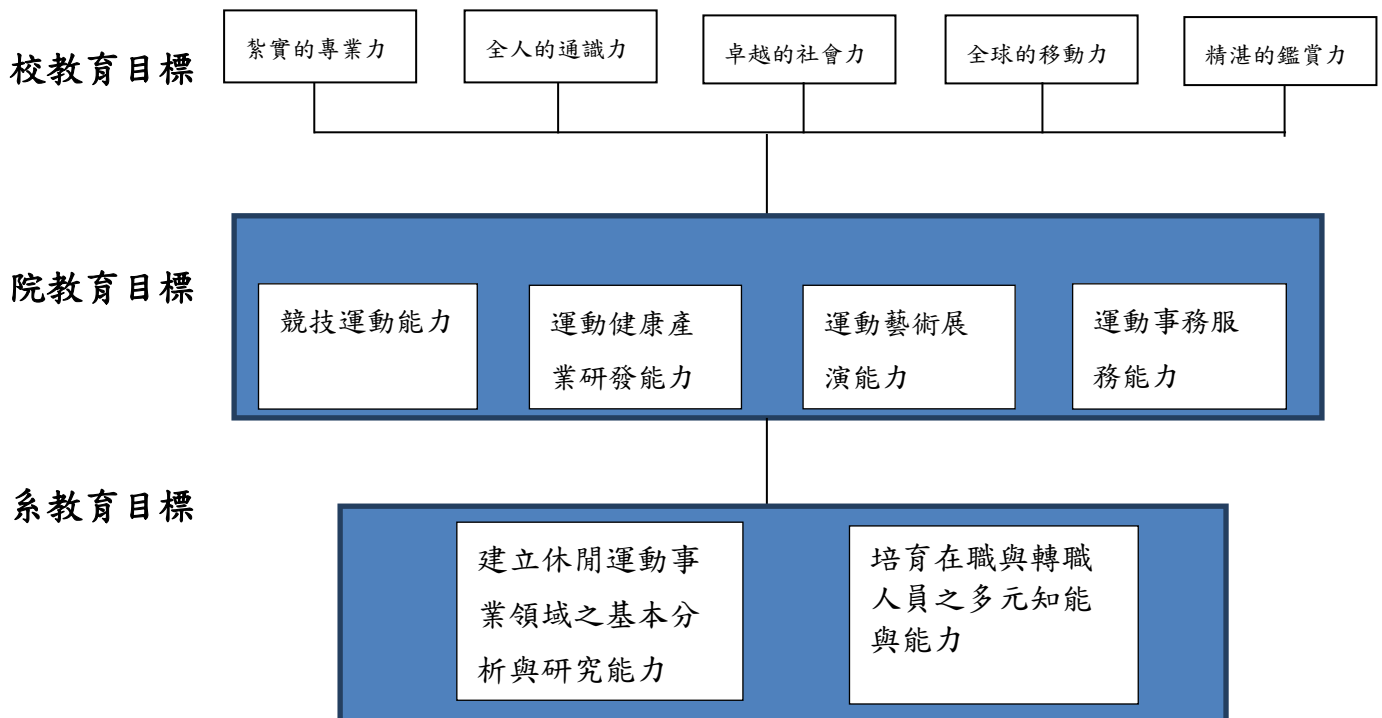 校教育目標
紮實的專業力
全人的通識力
卓越的社會力
全球的移動力
精湛的鑑賞力
院教育目標
競技運動能力
運動健康產
業研發能力
運動藝術展
演能力
運動事務服
務能力
系教育目標
建立休閒運動事
業領域之基本分
析與研究能力
培育在職與轉職
人員之多元知能
與能力